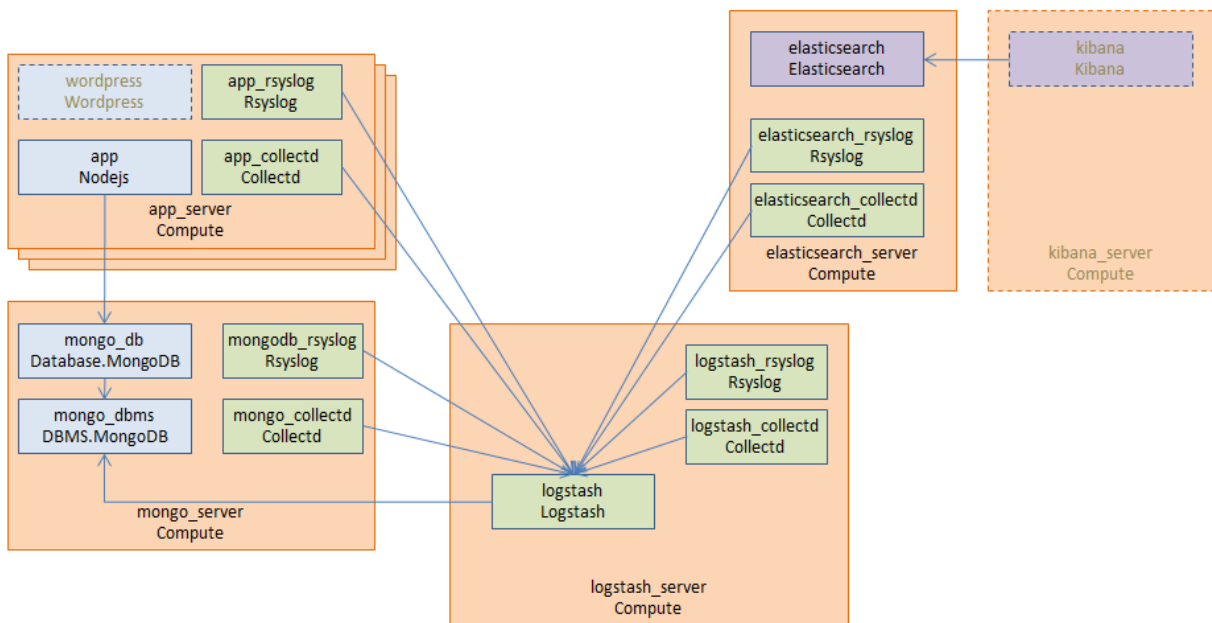 wordpress
Wordpress
app_rsyslog
Rsyslog
app
Nodejs
app_collectd
Collectd
app_server
Compute
mongo_db
Database.MongoDB
mongodb_rsyslog
Rsyslog
mongo_dbms
DBMS.MongoDB
mongo_collectd
Collectd
mongo_server
Compute
logstash_rsyslog
Rsyslog
logstash_collectd
Collectd
logstash
Logstash
logstash_server
Compute
elasticsearch
Elasticsearch
elasticsearch_rsyslog
Rsyslog
elasticsearch_collectd
Collectd
elasticsearch_server
Compute
kibana
Kibana
kibana_server
Compute